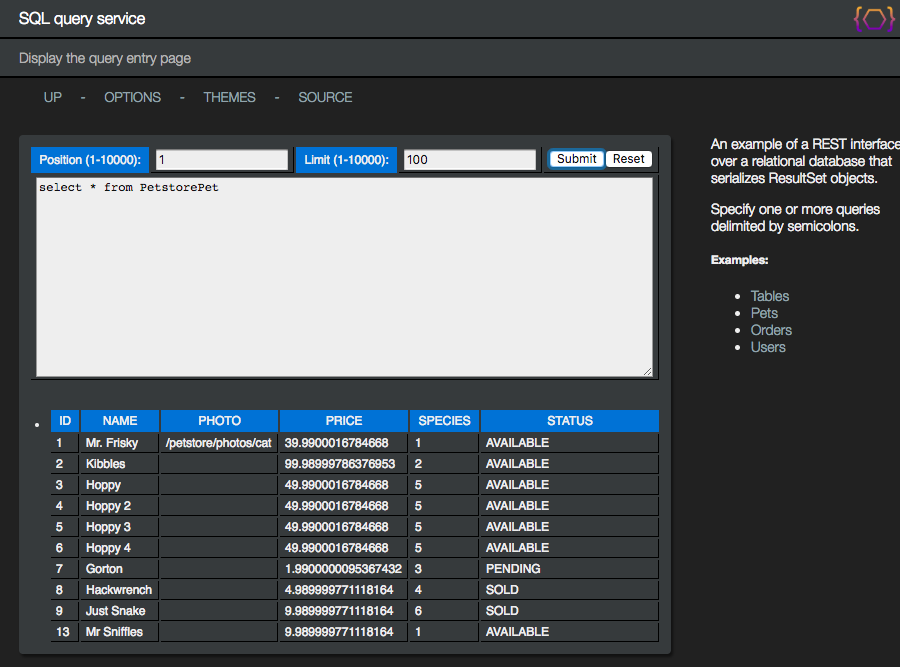 SQL query service
Display the query entry page
UP - OPTIONS - THEMES - SOURCE
Position (1-10000): 1 Limit (1-10000): 100 Submit Reset
select * from PetstorePet
An example of a REST interface
over a relational database that
serializes ResultSet objects.
Specify one or more queries
delimited by semicolons.
Examples:
• Tables
• Pets
• Orders
• Users
ID NAME PHOTO PRICE SPECIES STATUS
1 Mr. Frisky /petstore/photos/cat 39.9900016784668 1 AVAILABLE
2 Kibbles 99.98999786376953 2 AVAILABLE
3 Hoppy 49.9900016784668 5 AVAILABLE
4 Hoppy 2 49.9900016784668 5 AVAILABLE
5 Hoppy 3 49.9900016784668 5 AVAILABLE
6 Hoppy 4 49.9900016784668 5 AVAILABLE
7 Gorton 1.9900000095367432 3 PENDING
8 Hackwrench 4.989999771118164 4 SOLD
9 Just Snake 9.989999771118164 6 SOLD
13 Mr Sniffles 9.989999771118164 1 AVAILABLE